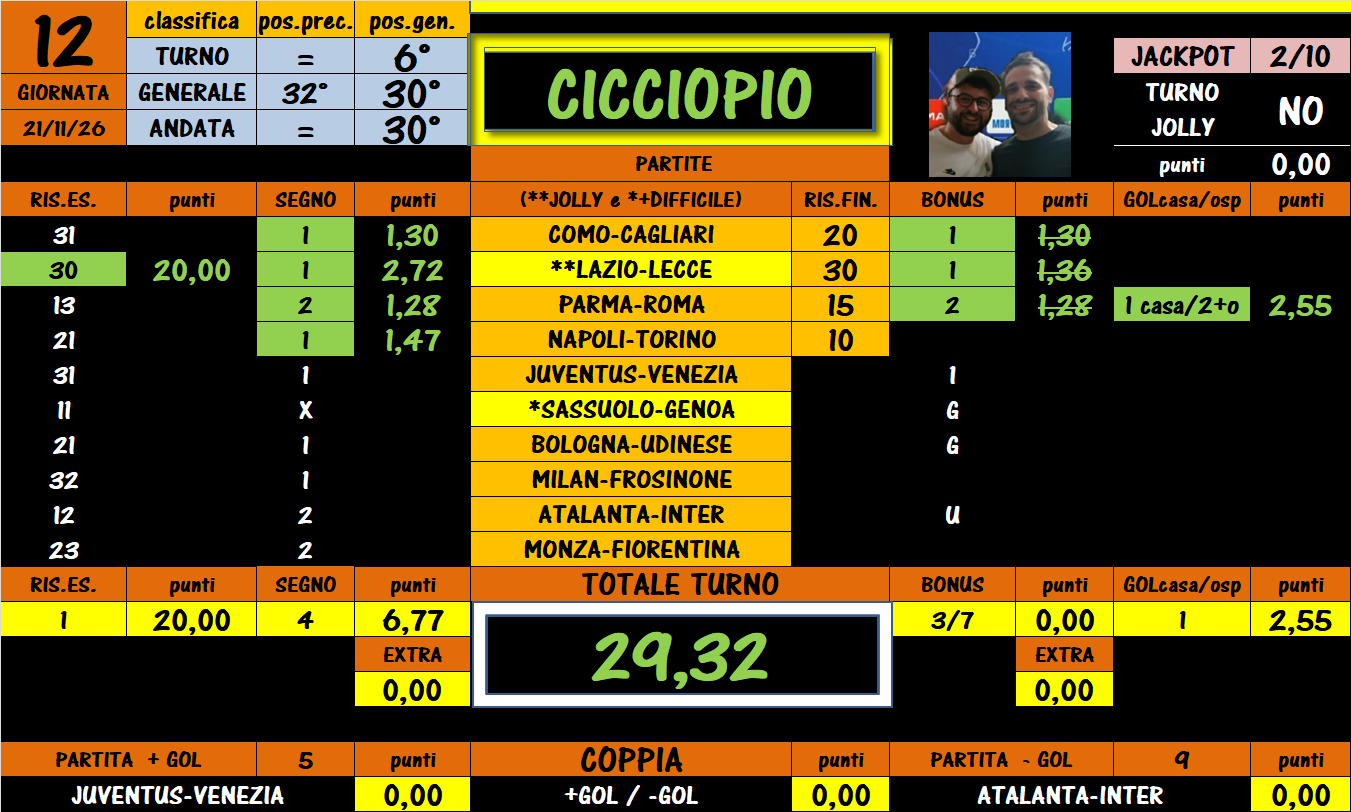 12 classifica pos.prec. pos.gen.
TURNO = 6°
GIORNATA GENERALE 32° 30°
21/11/26 ANDATA = 30°
CICCIOPIO
JACKPOT 2/10
TURNO JOLLY NO
punti 0,00
PARTITE
RIS.ES. punti SEGNO punti (**JOLLY e *+DIFFICILE) RIS.FIN. BONUS punti GOLcasa/osp punti
31 1 1,30 COMO-CAGLIARI 20 1 1,30
30 20,00 1 2,72 **LAZIO-LECCE 30 1 1,36
13 2 1,28 PARMA-ROMA 15 2 1,28 1 casa/2+o 2,55
21 1 1,47 NAPOLI-TORINO 10
31 1 JUVENTUS-VENEZIA 1
11 X *SASSUOLO-GENOA G
21 1 BOLOGNA-UDINESE G
32 1 MILAN-FROSINONE
12 2 ATALANTA-INTER U
23 2 MONZA-FIORENTINA
RIS.ES. punti SEGNO punti TOTALE TURNO BONUS punti GOLcasa/osp punti
1 20,00 4 6,77 29,32 3/7 0,00 1 2,55
EXTRA EXTRA
0,00 0,00
PARTITA + GOL 5 punti COPPIA punti PARTITA - GOL 9 punti
JUVENTUS-VENEZIA 0,00 +GOL / -GOL 0,00 ATALANTA-INTER 0,00